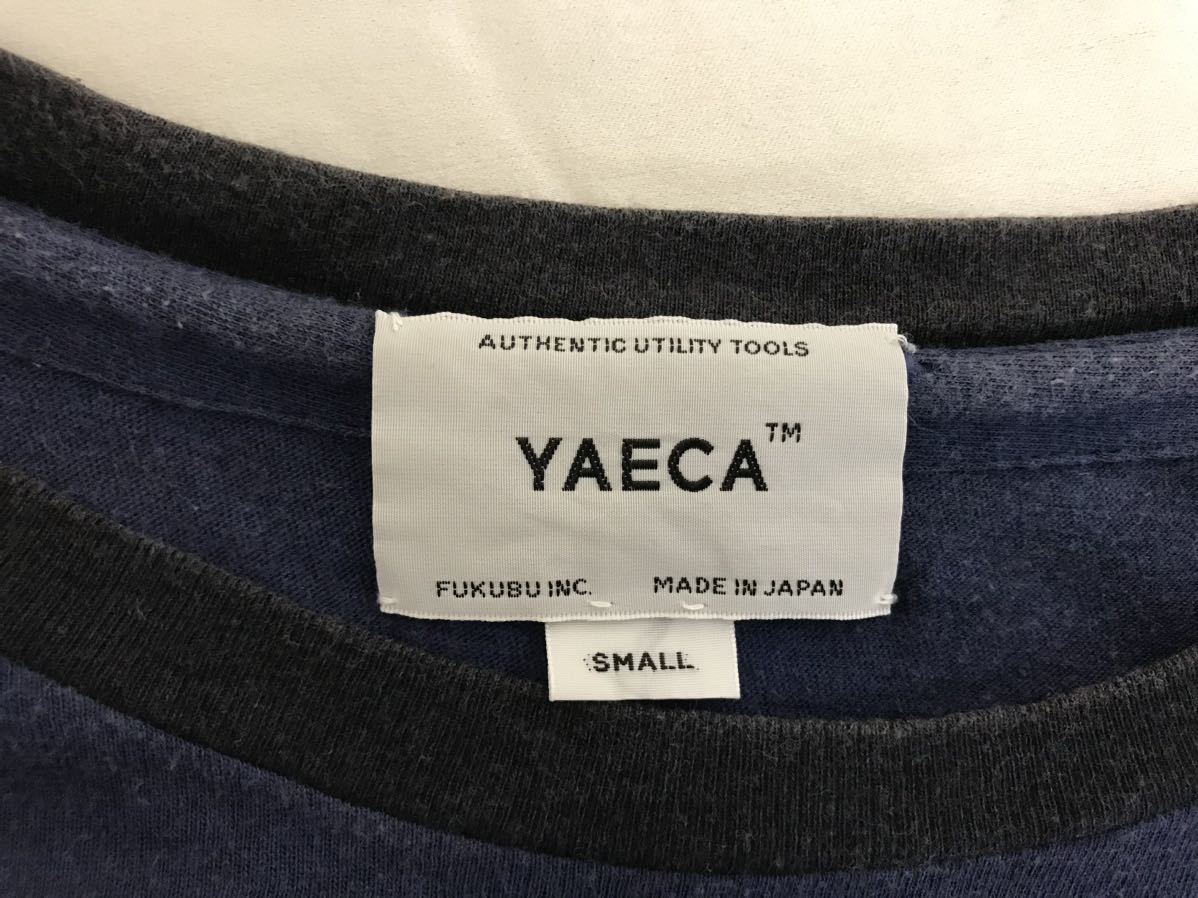 AUTHENTIC UTILITY TOOLS
YAECA™
FUKUBU INC. MADE IN JAPAN
SMALL